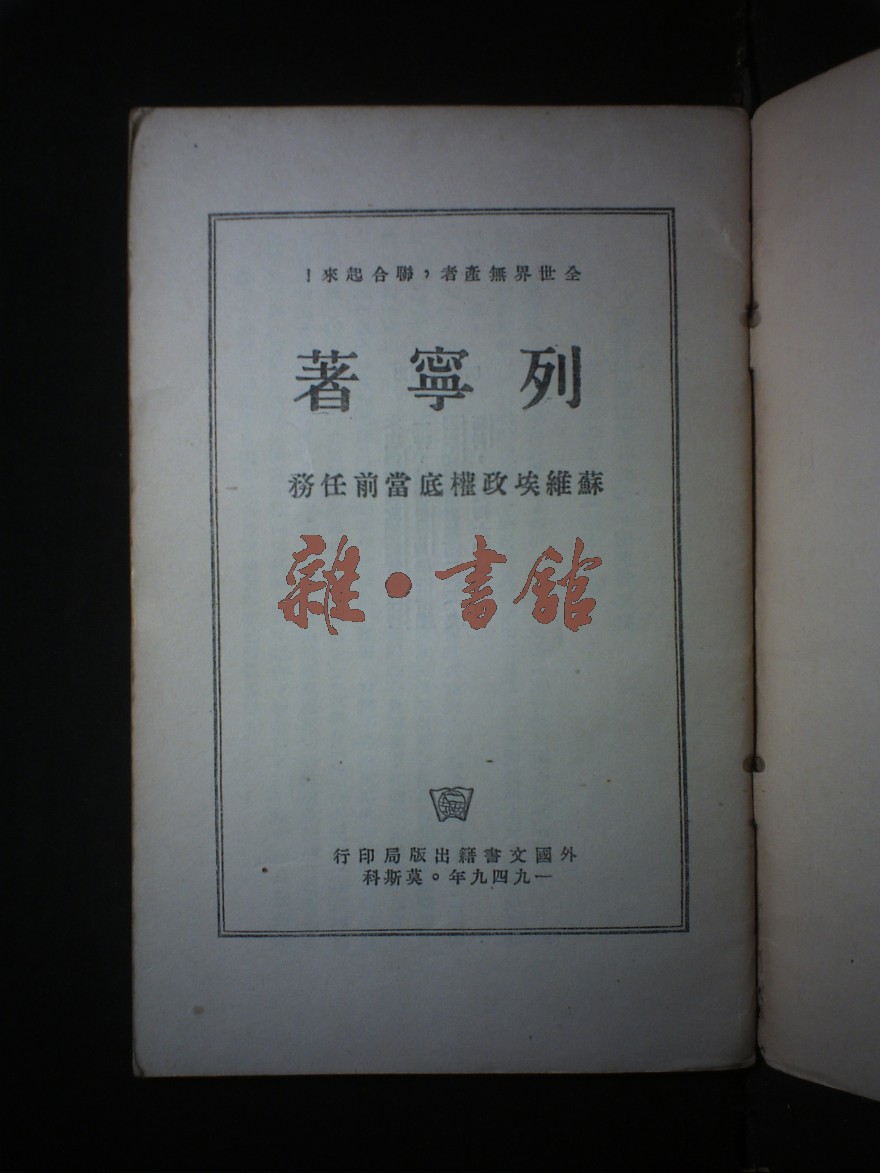 全世界無產者，聯合起來！
列寧著
蘇維埃政權底當前任務
雜·書舘
外國文書籍出版局印行
一九四九年。莫斯科